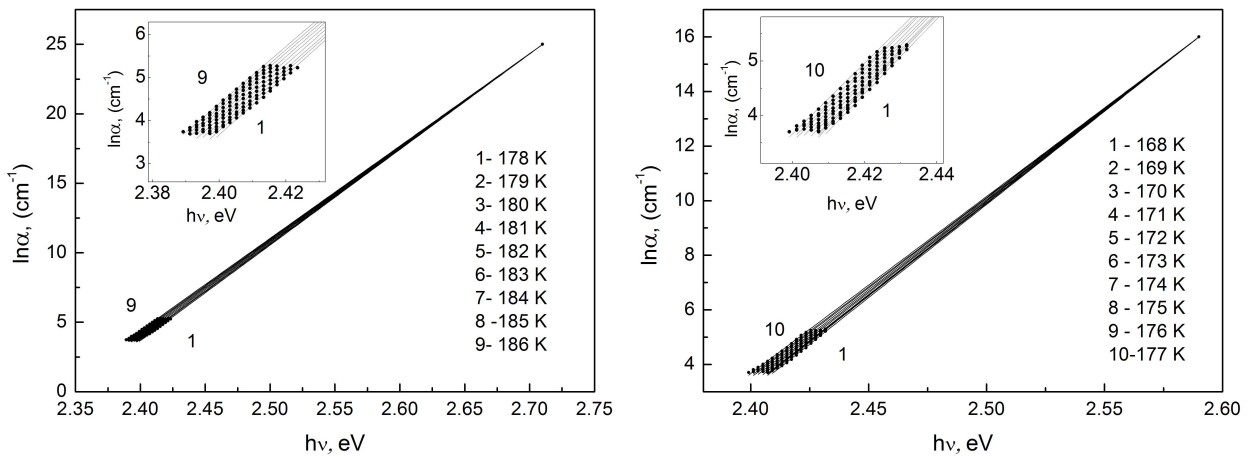 25
20
15
10
5
0
lnα, (cm⁻¹)
2.35 2.40 2.45 2.50 2.55 2.60 2.65 2.70 2.75
hν, eV
6
5
4
3
lnα, (cm⁻¹)
2.38 2.40 2.42
hν, eV
9
1
9
1
1- 178 K
2- 179 K
3- 180 K
4- 181 K
5- 182 K
6- 183 K
7- 184 K
8 -185 K
9- 186 K
16
14
12
10
8
6
4
lnα, (cm⁻¹)
2.40 2.45 2.50 2.55 2.60
hν, eV
5
4
lnα, (cm⁻¹)
2.40 2.42 2.44
hν, eV
10
1
10
1
1 - 168 K
2 - 169 K
3 - 170 K
4 - 171 K
5 - 172 K
6 - 173 K
7 - 174 K
8 - 175 K
9 - 176 K
10-177 K